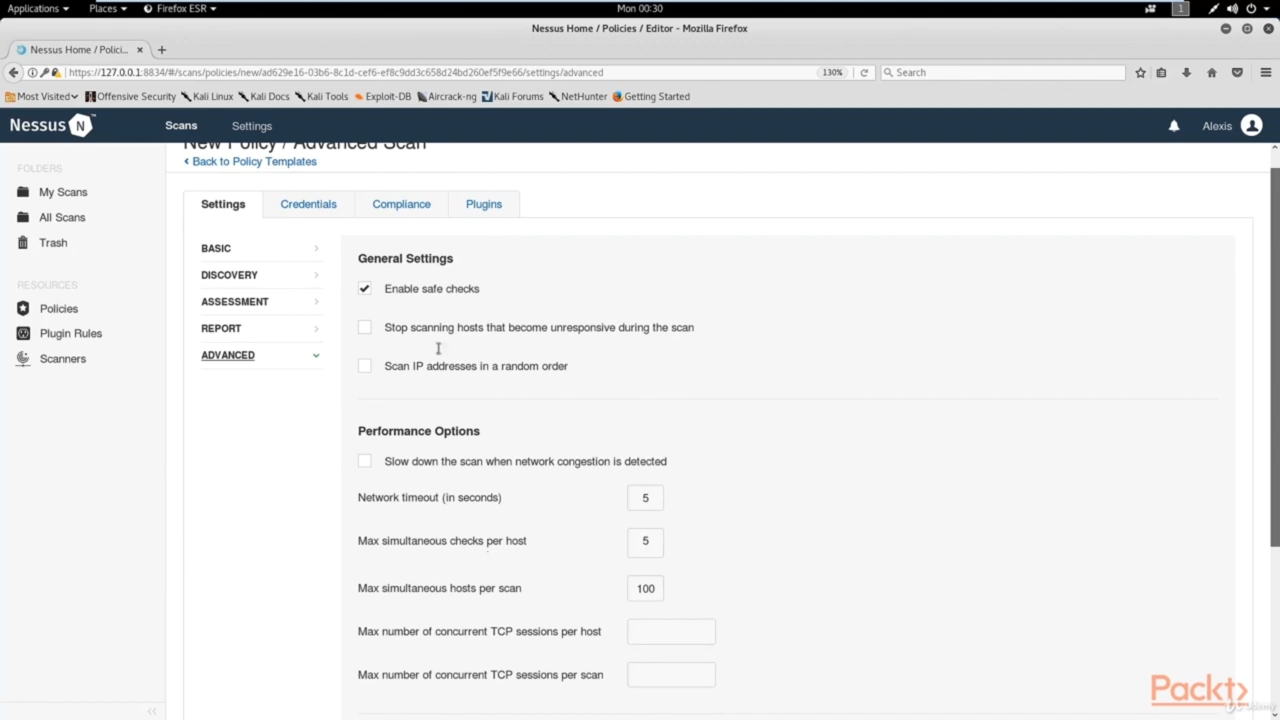 Applications Places Firefox ESR Mon 00:30 1
Nessus Home / Policies / Editor - Mozilla Firefox
Nessus Home / Polici...
https://127.0.0.1:8834/#/scans/policies/new/ad629e16-03b6-8c1d-cef6-ef8c9dd3c658d24bd260ef5f9e66/settings/advanced 130% Search
Most Visited Offensive Security Kali Linux Kali Docs Kali Tools Exploit-DB Aircrack-ng Kali Forums NetHunter Getting Started
Nessus N Scans Settings Alexis
New Policy / Advanced Scan
Back to Policy Templates
FOLDERS
My Scans
All Scans
Trash
RESOURCES
Policies
Plugin Rules
Scanners
Settings Credentials Compliance Plugins
BASIC
DISCOVERY
ASSESSMENT
REPORT
ADVANCED
General Settings
Enable safe checks
Stop scanning hosts that become unresponsive during the scan
Scan IP addresses in a random order
Performance Options
Slow down the scan when network congestion is detected
Network timeout (in seconds) 5
Max simultaneous checks per host 5
Max simultaneous hosts per scan 100
Max number of concurrent TCP sessions per host
Max number of concurrent TCP sessions per scan
Packt
Udemy